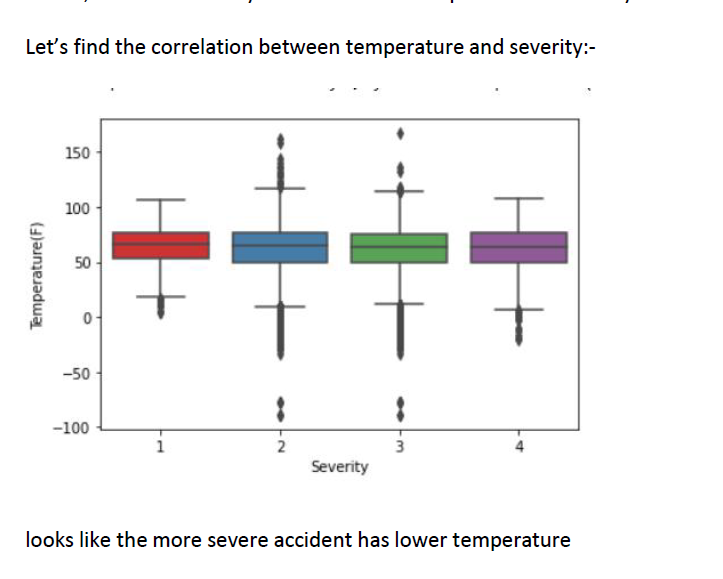 Let’s find the correlation between temperature and severity:-
150
100
50
0
−50
−100
Temperature(F)
1 2 3 4
Severity
looks like the more severe accident has lower temperature